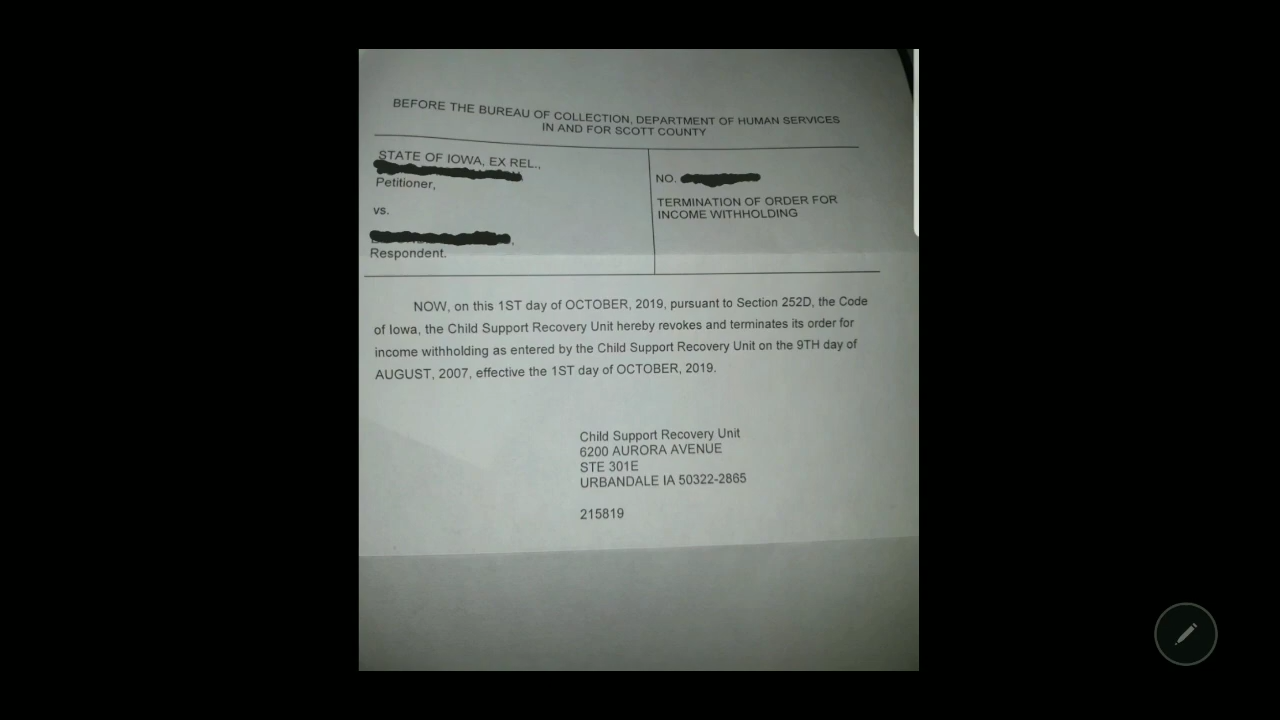 BEFORE THE BUREAU OF COLLECTION, DEPARTMENT OF HUMAN SERVICES
IN AND FOR SCOTT COUNTY
STATE OF IOWA, EX REL.,
Petitioner,
vs.
Respondent.
NO.
TERMINATION OF ORDER FOR
INCOME WITHHOLDING
NOW, on this 1ST day of OCTOBER, 2019, pursuant to Section 252D, the Code
of Iowa, the Child Support Recovery Unit hereby revokes and terminates its order for
income withholding as entered by the Child Support Recovery Unit on the 9TH day of
AUGUST, 2007, effective the 1ST day of OCTOBER, 2019.
Child Support Recovery Unit
6200 AURORA AVENUE
STE 301E
URBANDALE IA 50322-2865
215819